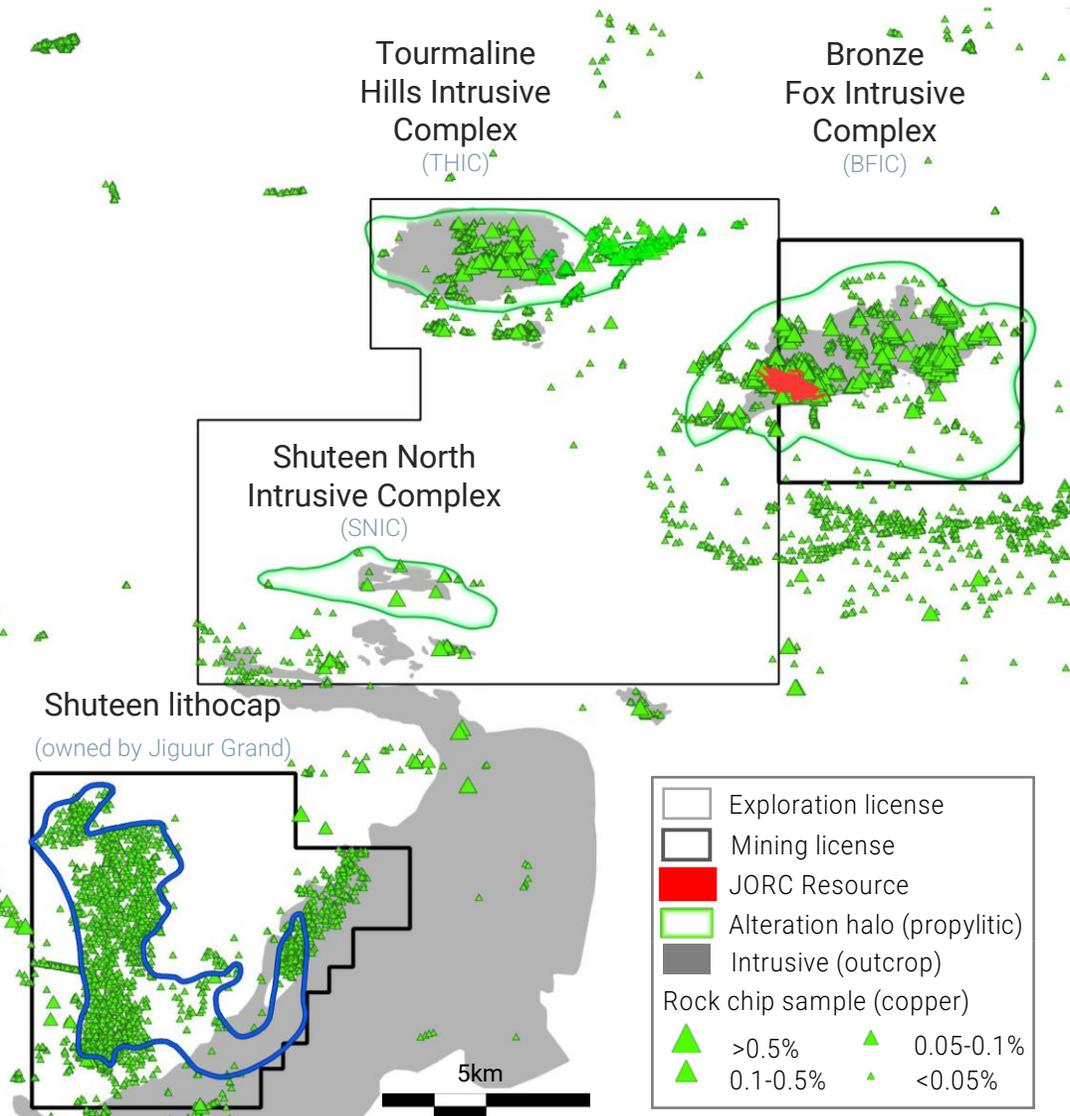 Tourmaline
Hills Intrusive
Complex
(THIC)
Bronze
Fox Intrusive
Complex
(BFIC)
Shuteen North
Intrusive Complex
(SNIC)
Shuteen lithocap
(owned by Jiguur Grand)
Exploration license
Mining license
JORC Resource
Alteration halo (propylitic)
Intrusive (outcrop)
Rock chip sample (copper)
>0.5%
0.05-0.1%
0.1-0.5%
<0.05%
5km